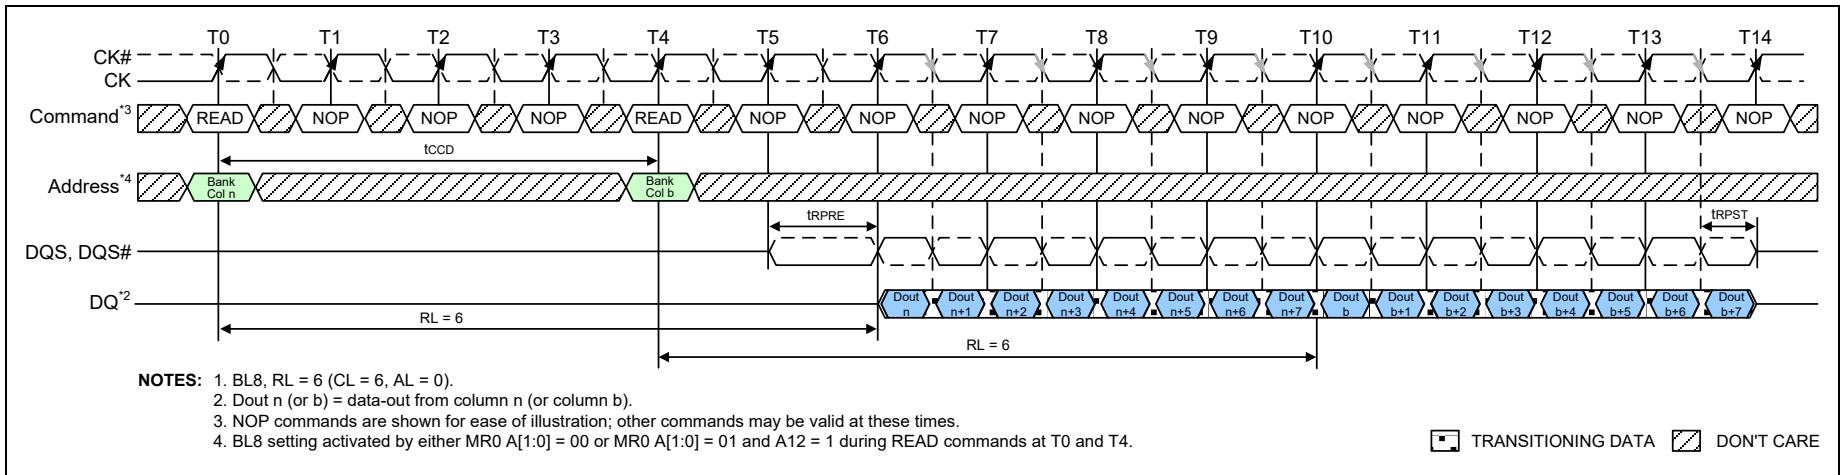 T0 T1 T2 T3 T4 T5 T6 T7 T8 T9 T10 T11 T12 T13 T14
CK#
CK
Command*3 READ NOP NOP NOP READ NOP NOP NOP NOP NOP NOP NOP NOP NOP NOP
tCCD
Address*4 Bank Col n Bank Col b
tRPRE tRPST
DQS, DQS#
DQ*2 Dout n Dout n+1 Dout n+2 Dout n+3 Dout n+4 Dout n+5 Dout n+6 Dout n+7 Dout b Dout b+1 Dout b+2 Dout b+3 Dout b+4 Dout b+5 Dout b+6 Dout b+7
RL = 6
RL = 6
NOTES: 1. BL8, RL = 6 (CL = 6, AL = 0).
2. Dout n (or b) = data-out from column n (or column b).
3. NOP commands are shown for ease of illustration; other commands may be valid at these times.
4. BL8 setting activated by either MR0 A[1:0] = 00 or MR0 A[1:0] = 01 and A12 = 1 during READ commands at T0 and T4.
TRANSITIONING DATA DON'T CARE